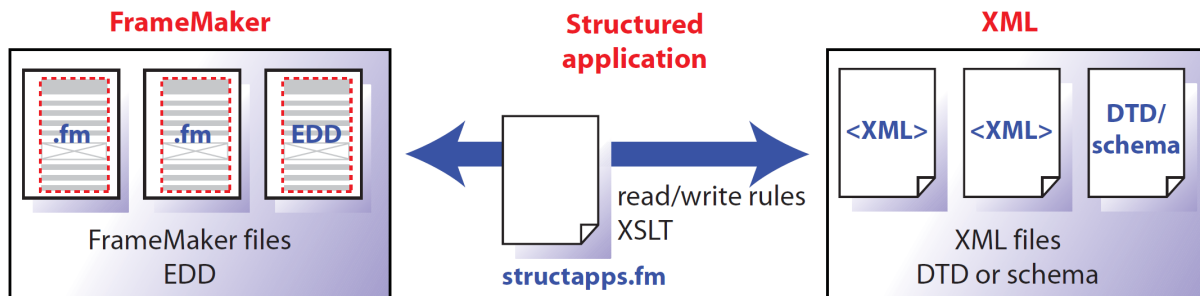 FrameMaker
.fm
.fm
EDD
FrameMaker files
EDD
Structured
application
read/write rules
XSLT
structapps.fm
XML
<XML>
<XML>
DTD/
schema
XML files
DTD or schema